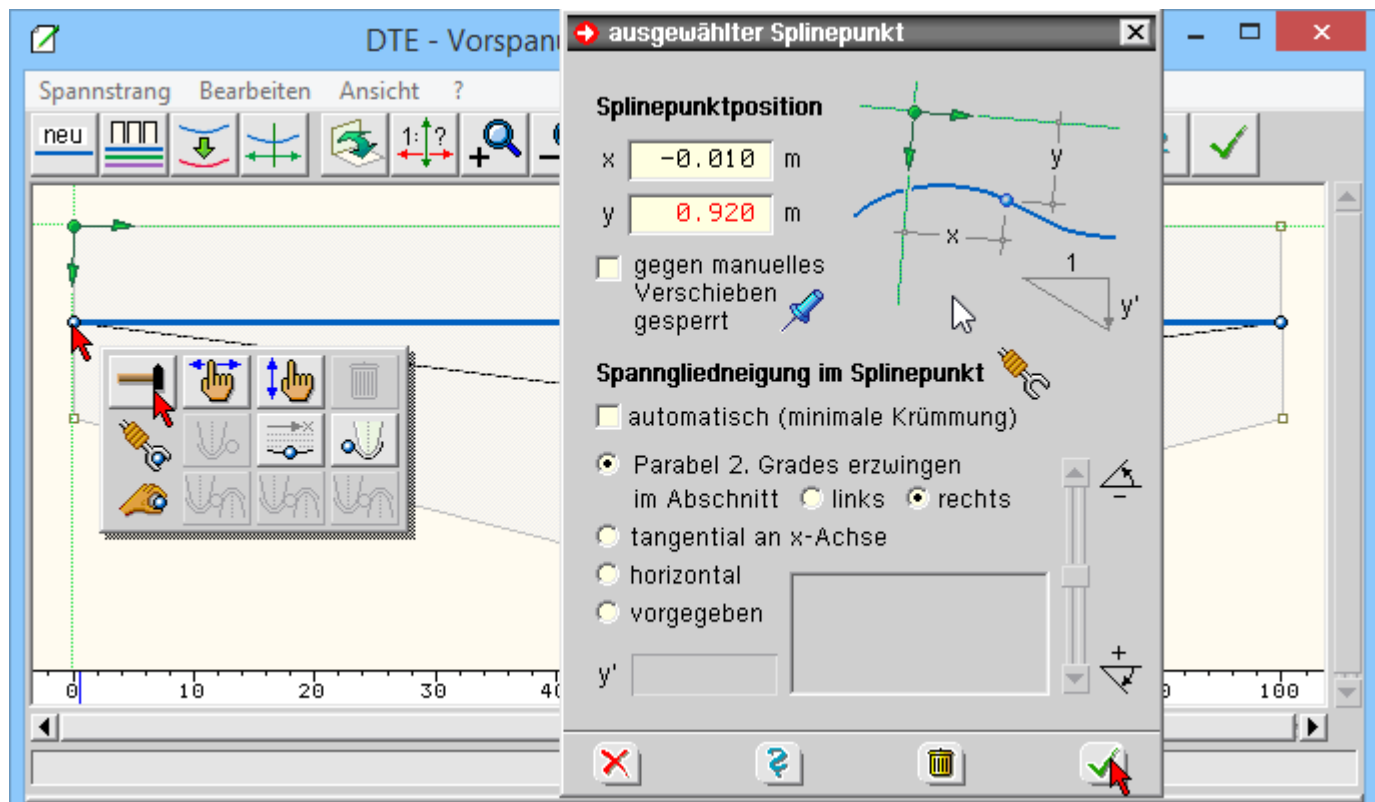 DTE - Vorspanu
ausgewählter Splinepunkt
Spannstrang Bearbeiten Ansicht ?
neu
1: ?
Splinepunktposition
x -0.010 m
y 0.920 m
gegen manuelles
Verschieben
gesperrt
y
x
1
y'
Spanngliedneigung im Splinepunkt
automatisch (minimale Krümmung)
Parabel 2. Grades erzwingen
im Abschnitt links rechts
tangential an x-Achse
horizontal
vorgegeben
y'
0 10 20 30 40 100